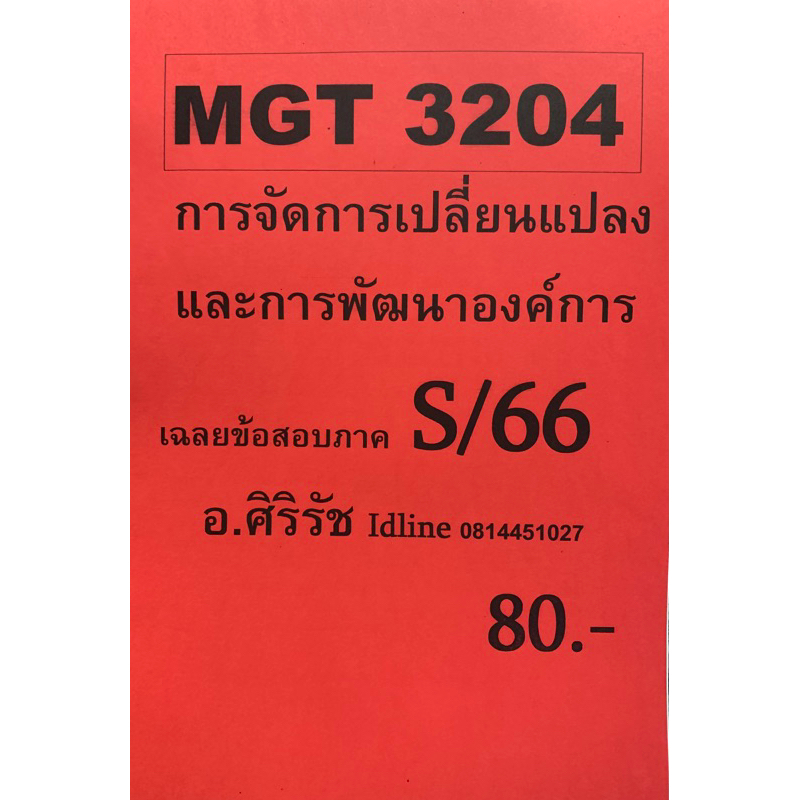 MGT 3204
การจัดการเปลี่ยนแปลง
และการพัฒนาองค์การ
เฉลยข้อสอบภาค S/66
อ.ศิริรัช Idline 0814451027
80.-